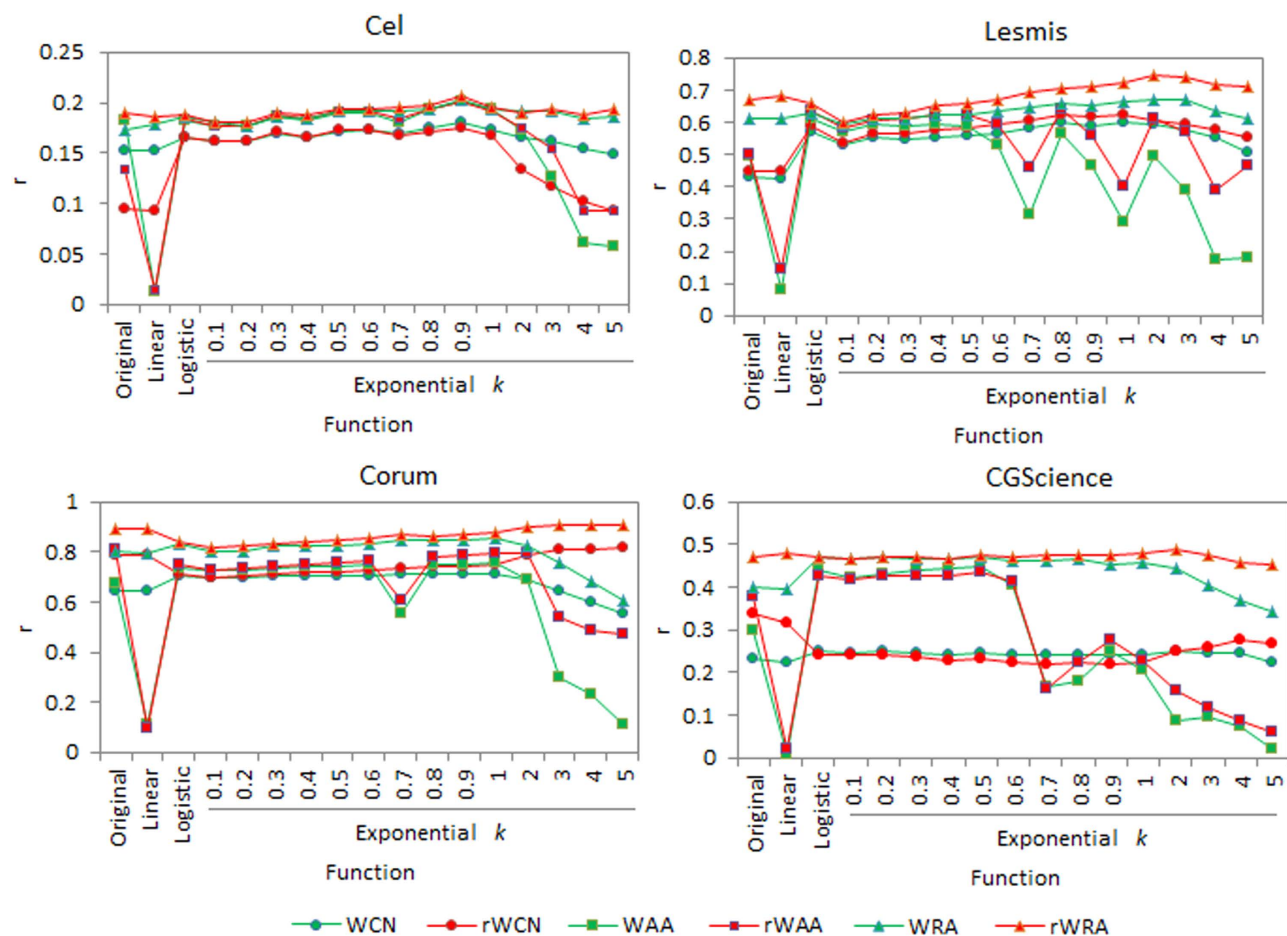 Cel
r
0.25
0.2
0.15
0.1
0.05
0
Original
Linear
Logistic
0.1
0.2
0.3
0.4
0.5
0.6
0.7
0.8
0.9
1
2
3
4
5
Exponential k
Function
Lesmis
r
0.8
0.7
0.6
0.5
0.4
0.3
0.2
0.1
0
Original
Linear
Logistic
0.1
0.2
0.3
0.4
0.5
0.6
0.7
0.8
0.9
1
2
3
4
5
Exponential k
Function
Corum
r
1
0.8
0.6
0.4
0.2
0
Original
Linear
Logistic
0.1
0.2
0.3
0.4
0.5
0.6
0.7
0.8
0.9
1
2
3
4
5
Exponential k
Function
CGScience
r
0.6
0.5
0.4
0.3
0.2
0.1
0
Original
Linear
Logistic
0.1
0.2
0.3
0.4
0.5
0.6
0.7
0.8
0.9
1
2
3
4
5
Exponential k
Function
WCN rWCN WAA rWAA WRA rWRA